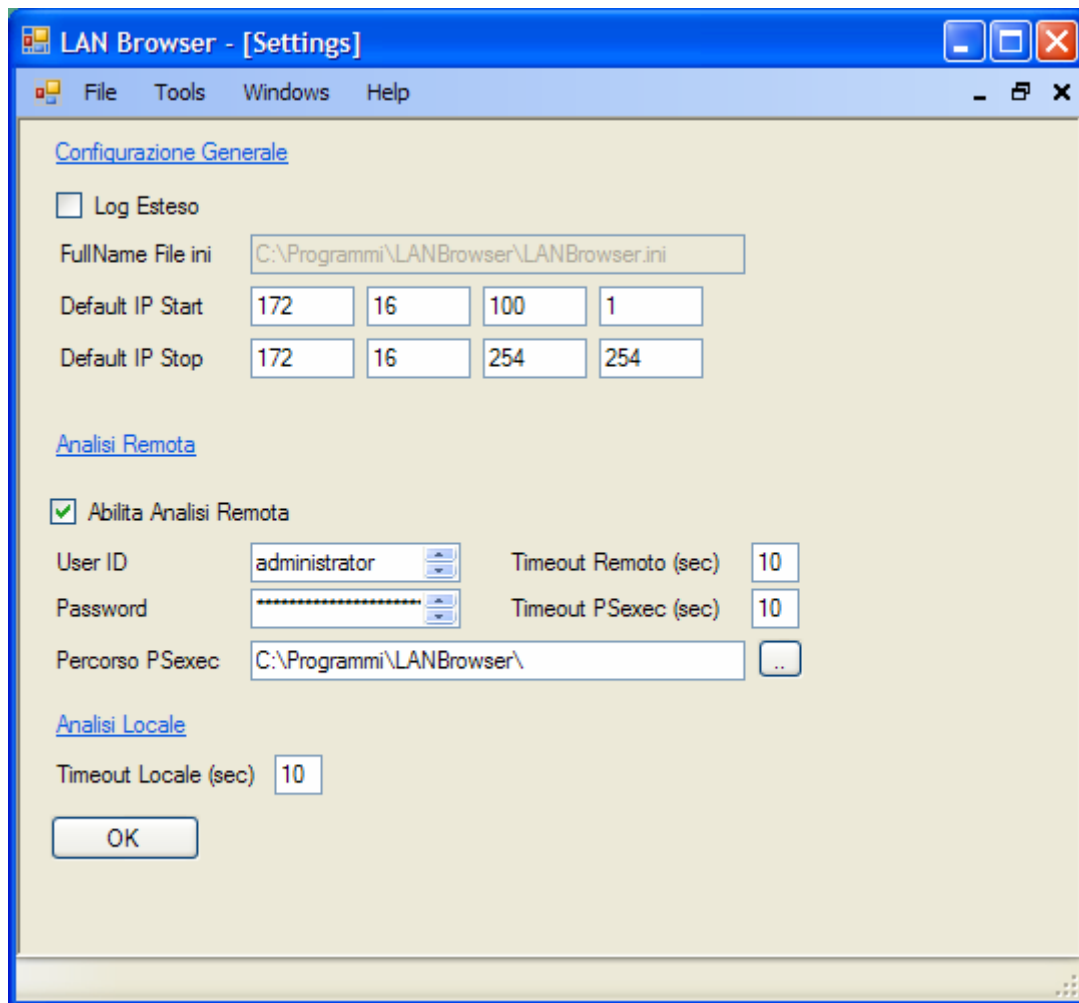 LAN Browser - [Settings]
File Tools Windows Help
Configurazione Generale
Log Esteso
FullName File ini C:\Programmi\LANBrowser\LANBrowser.ini
Default IP Start 172 16 100 1
Default IP Stop 172 16 254 254
Analisi Remota
Abilita Analisi Remota
User ID administrator Timeout Remoto (sec) 10
Password ********************** Timeout PSexec (sec) 10
Percorso PSexec C:\Programmi\LANBrowser\ ..
Analisi Locale
Timeout Locale (sec) 10
OK